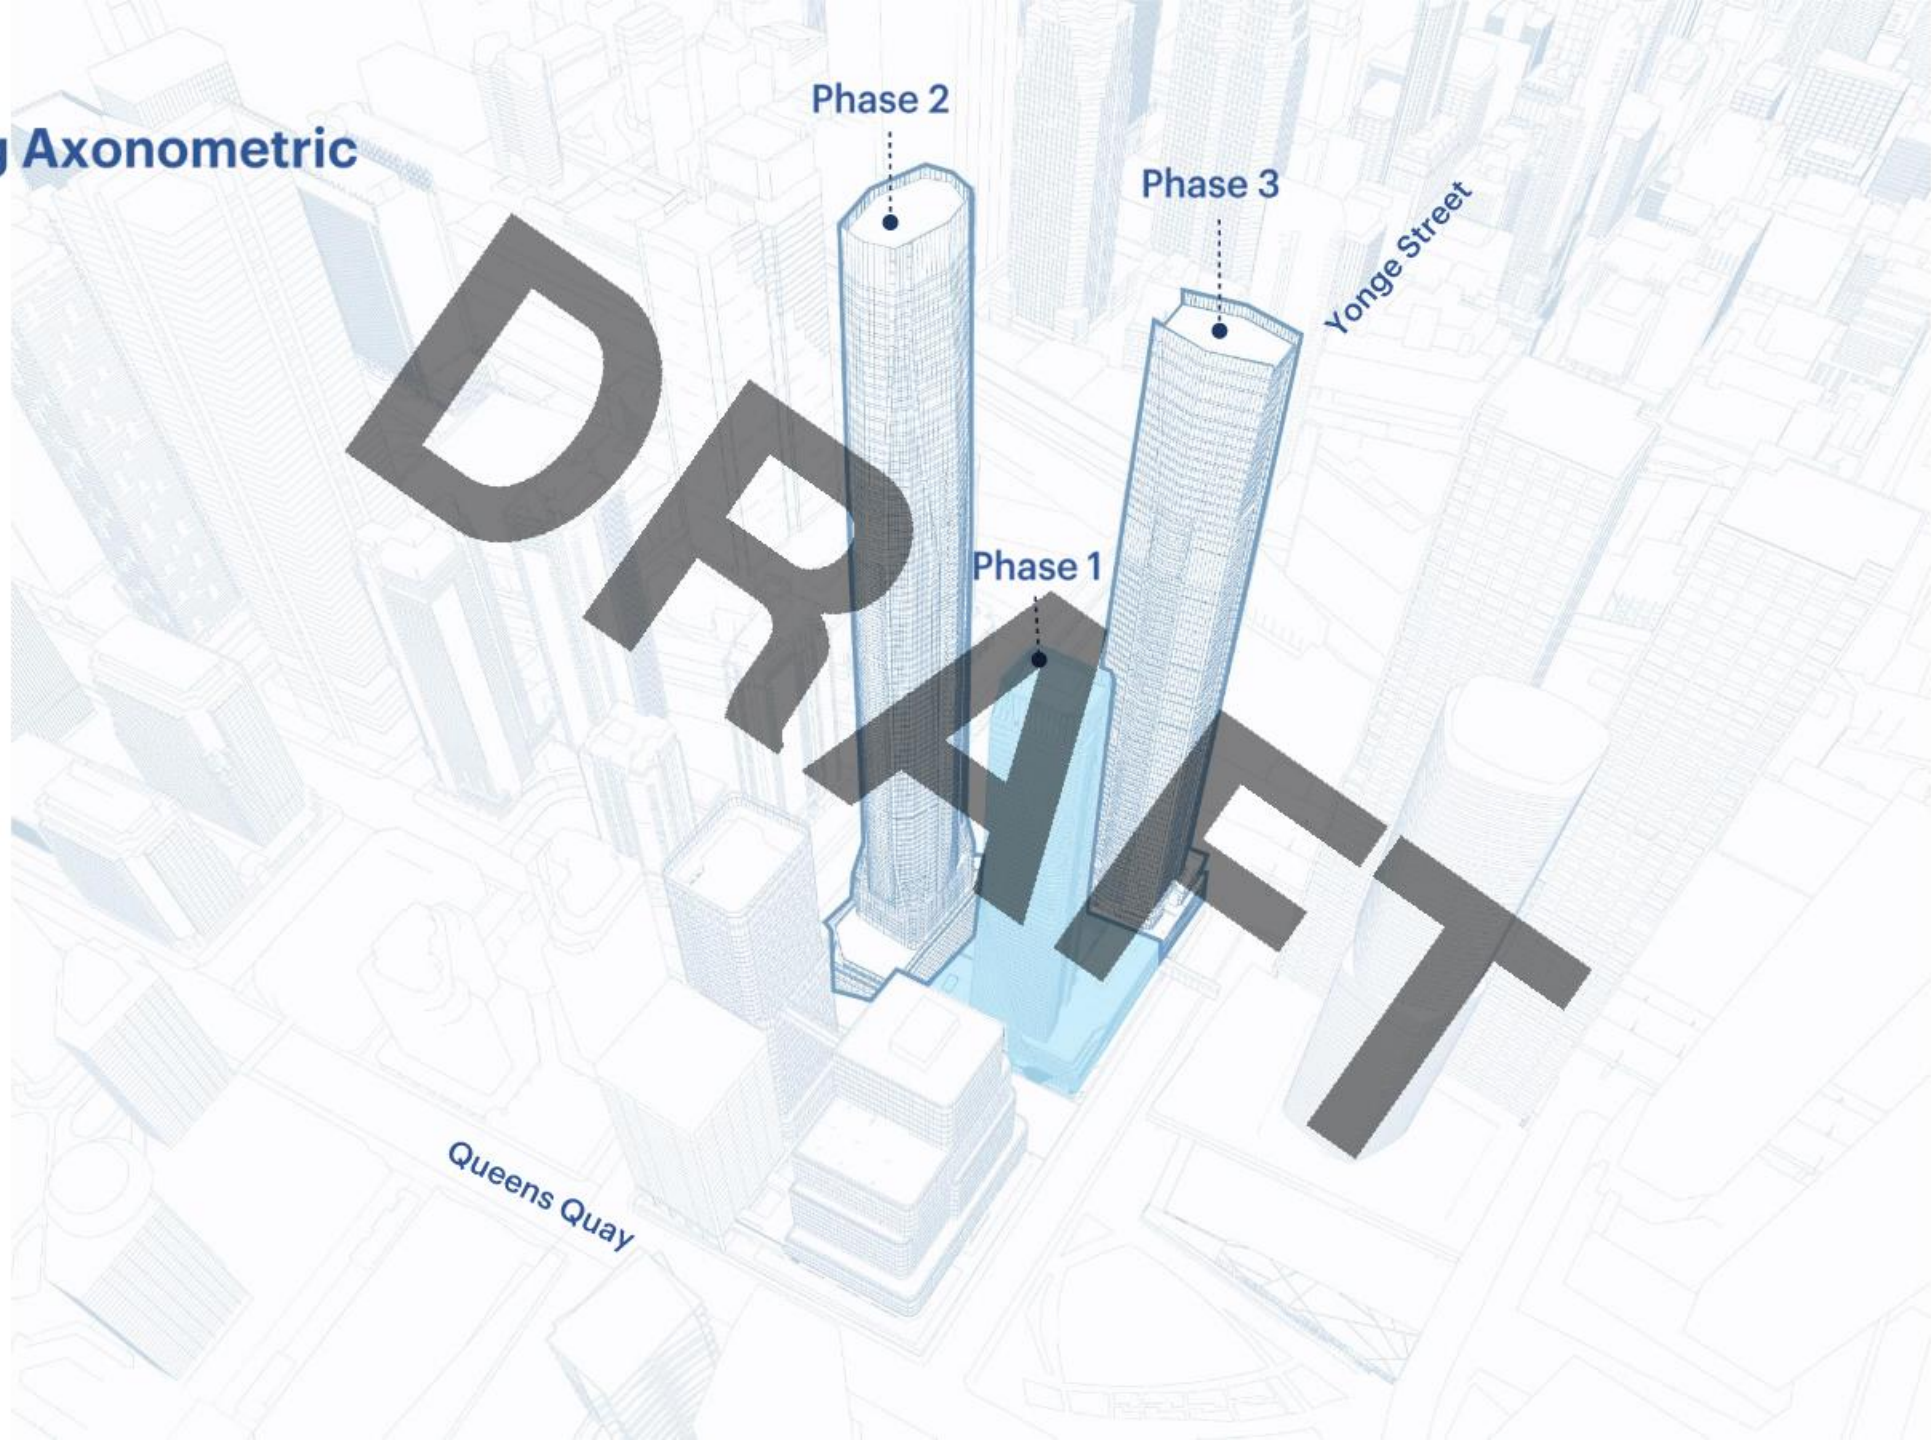 Phase 2
Axonometric
Phase 3
Yonge Street
DRAFT
Phase 1
Queens Quay